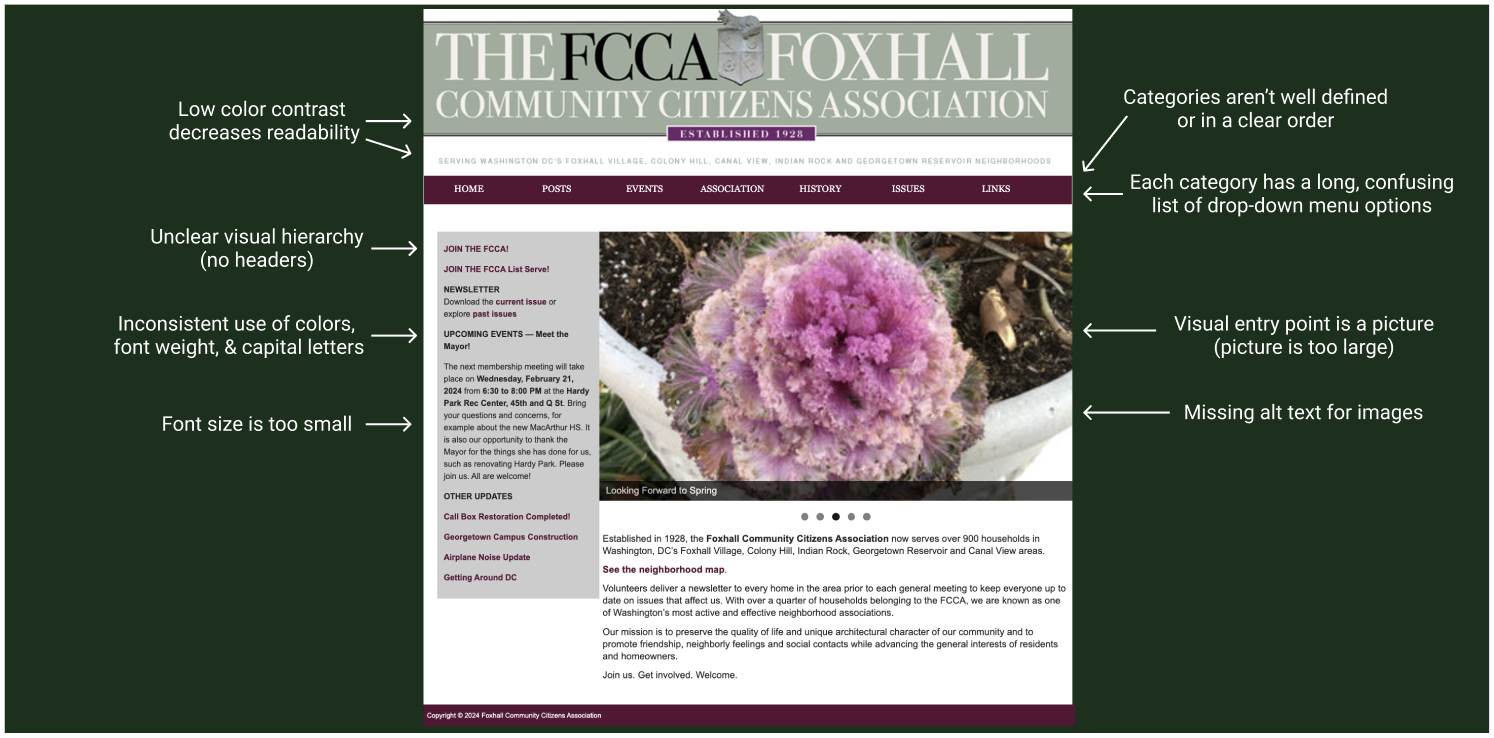 THE FCCA FOXHALL
COMMUNITY CITIZENS ASSOCIATION
ESTABLISHED 1928
SERVING WASHINGTON DC'S FOXHALL VILLAGE, COLONY HILL, CANAL VIEW, INDIAN ROCK AND GEORGETOWN RESERVOIR NEIGHBORHOODS
HOME POSTS EVENTS ASSOCIATION HISTORY ISSUES LINKS
Low color contrast
decreases readability
Unclear visual hierarchy
(no headers)
Inconsistent use of colors,
font weight, & capital letters
Font size is too small
JOIN THE FCCA!
JOIN THE FCCA List Serve!
NEWSLETTER
Download the current issue or
explore past issues
UPCOMING EVENTS — Meet the
Mayor!
The next membership meeting will take
place on Wednesday, February 21,
2024 from 6:30 to 8:00 PM at the Hardy
Park Rec Center, 45th and Q St. Bring
your questions and concerns, for
example about the new MacArthur HS. It
is also our opportunity to thank the
Mayor for the things she has done for us,
such as renovating Hardy Park. Please
join us. All are welcome!
OTHER UPDATES
Call Box Restoration Completed!
Georgetown Campus Construction
Airplane Noise Update
Getting Around DC
Looking Forward to Spring
Established in 1928, the Foxhall Community Citizens Association now serves over 900 households in
Washington, DC's Foxhall Village, Colony Hill, Indian Rock, Georgetown Reservoir and Canal View areas.
See the neighborhood map.
Volunteers deliver a newsletter to every home in the area prior to each general meeting to keep everyone up to
date on issues that affect us. With over a quarter of households belonging to the FCCA, we are known as one
of Washington's most active and effective neighborhood associations.
Our mission is to preserve the quality of life and unique architectural character of our community and to
promote friendship, neighborly feelings and social contacts while advancing the general interests of residents
and homeowners.
Join us. Get involved. Welcome.
Copyright © 2024 Foxhall Community Citizens Association
Categories aren't well defined
or in a clear order
Each category has a long, confusing
list of drop-down menu options
Visual entry point is a picture
(picture is too large)
Missing alt text for images